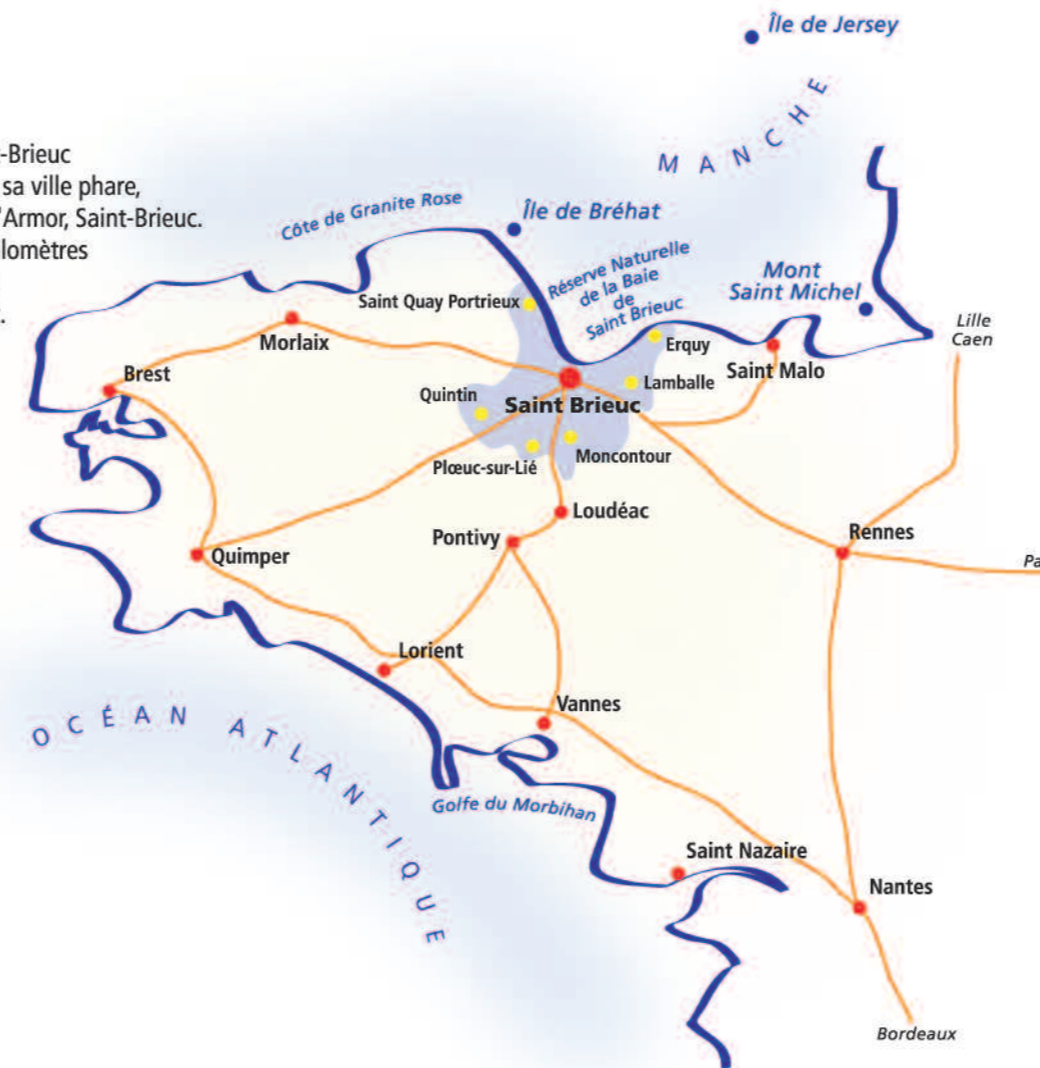 Île de Jersey
MANCHE
-Brieuc
sa ville phare,
'Armor, Saint-Brieuc.
lomètres
Côte de Granite Rose
Île de Bréhat
Réserve Naturelle
de la Baie
de
Saint Brieuc
Mont
Saint Michel
Saint Quay Portrieux
Lille
Caen
Morlaix
Erquy
Saint Malo
Brest
Lamballe
Quintin
Saint Brieuc
Plœuc-sur-Lié
Moncontour
Loudéac
Pontivy
Rennes
Quimper
Lorient
Vannes
OCÉAN ATLANTIQUE
Golfe du Morbihan
Saint Nazaire
Nantes
Bordeaux